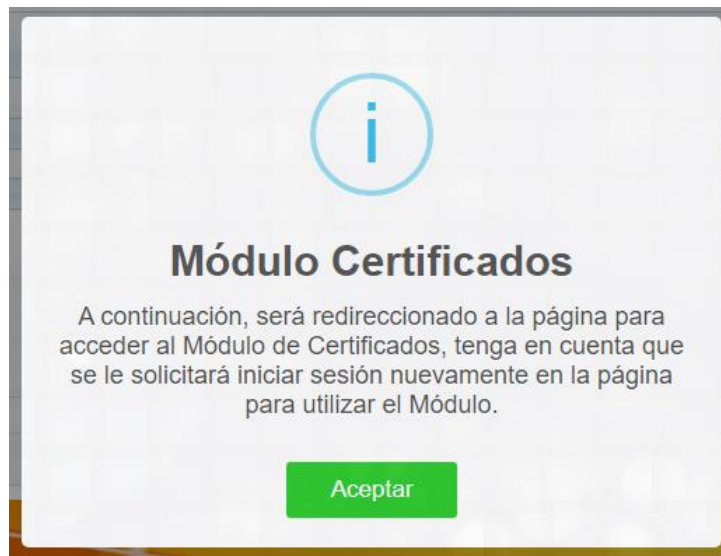 i
Módulo Certificados
A continuación, será redireccionado a la página para
acceder al Módulo de Certificados, tenga en cuenta que
se le solicitará iniciar sesión nuevamente en la página
para utilizar el Módulo.
Aceptar